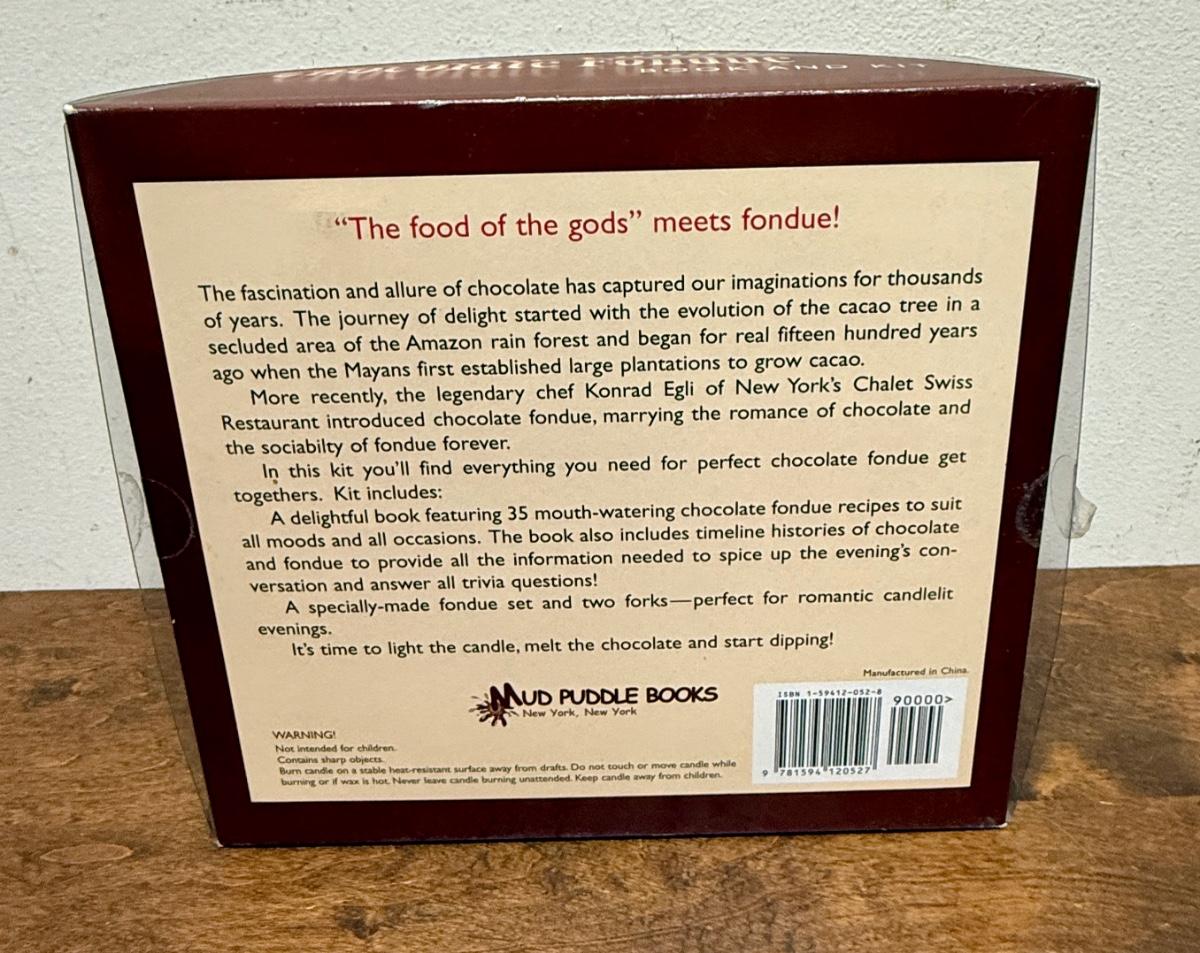 Chocolate Fondue
BOOK AND KIT
“The food of the gods” meets fondue!
The fascination and allure of chocolate has captured our imaginations for thousands
of years. The journey of delight started with the evolution of the cacao tree in a
secluded area of the Amazon rain forest and began for real fifteen hundred years
ago when the Mayans first established large plantations to grow cacao.
More recently, the legendary chef Konrad Egli of New York’s Chalet Swiss
Restaurant introduced chocolate fondue, marrying the romance of chocolate and
the sociabilty of fondue forever.
In this kit you’ll find everything you need for perfect chocolate fondue get
togethers. Kit includes:
A delightful book featuring 35 mouth-watering chocolate fondue recipes to suit
all moods and all occasions. The book also includes timeline histories of chocolate
and fondue to provide all the information needed to spice up the evening’s con-
versation and answer all trivia questions!
A specially-made fondue set and two forks—perfect for romantic candlelit
evenings.
It’s time to light the candle, melt the chocolate and start dipping!
Manufactured in China.
MUD PUDDLE BOOKS
New York, New York
ISBN 1-59412-052-8
90000>
9 781594 120527
WARNING!
Not intended for children.
Contains sharp objects.
Burn candle on a stable heat-resistant surface away from drafts. Do not touch or move candle while
burning or if wax is hot. Never leave candle burning unattended. Keep candle away from children.